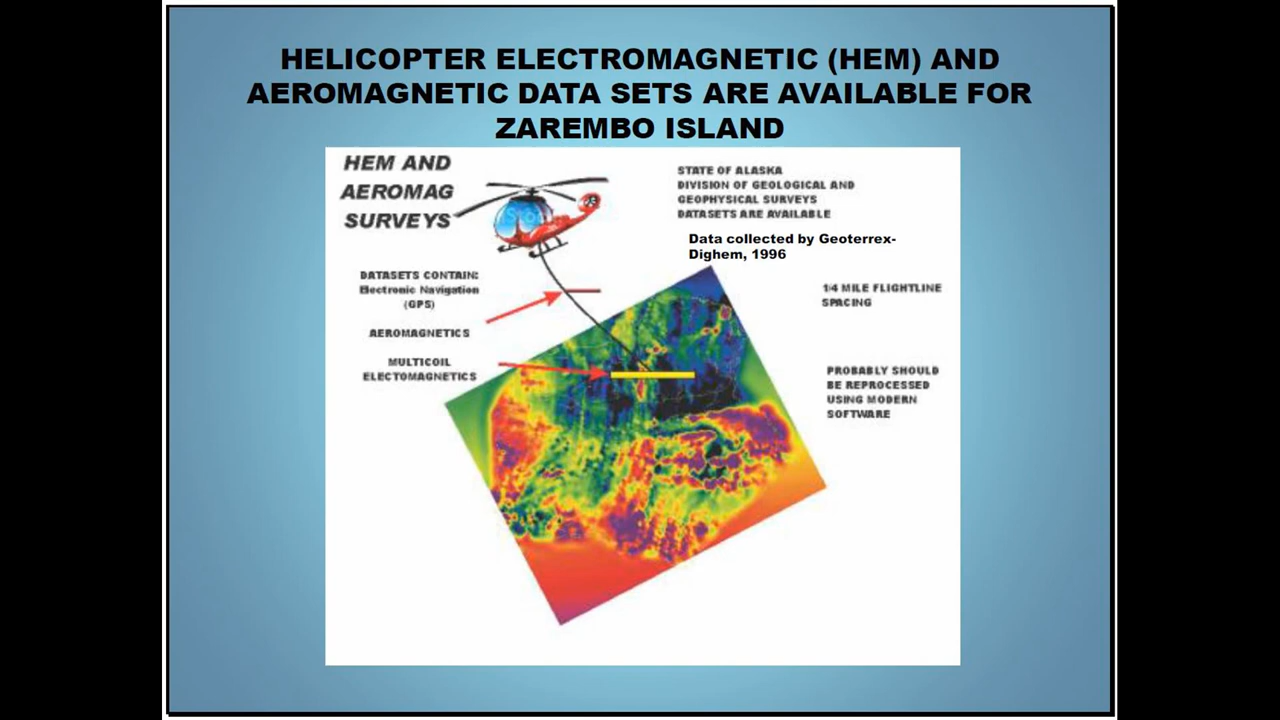 HELICOPTER ELECTROMAGNETIC (HEM) AND
AEROMAGNETIC DATA SETS ARE AVAILABLE FOR
ZAREMBO ISLAND
HEM AND
AEROMAG
SURVEYS
STATE OF ALASKA
DIVISION OF GEOLOGICAL AND
GEOPHYSICAL SURVEYS
DATASETS ARE AVAILABLE
Data collected by Geoterrex-
Dighem, 1996
DATASETS CONTAIN:
Electronic Navigation
(GPS)
AEROMAGNETICS
MULTICOIL
ELECTOMAGNETICS
1/4 MILE FLIGHTLINE
SPACING
PROBABLY SHOULD
BE REPROCESSED
USING MODERN
SOFTWARE